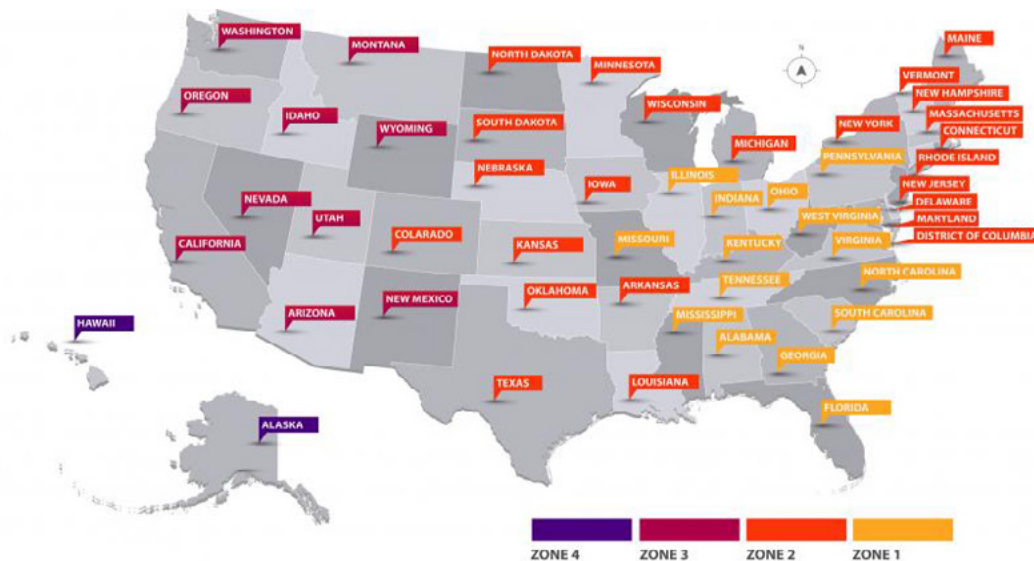 WASHINGTON
MONTANA
NORTH DAKOTA
MINNESOTA
MAINE
N
VERMONT
NEW HAMPSHIRE
OREGON
IDAHO
WYOMING
SOUTH DAKOTA
WISCONSIN
MASSACHUSETTS
NEW YORK
CONNECTICUT
MICHIGAN
PENNSYLVANIA
RHODE ISLAND
NEBRASKA
IOWA
ILLINOIS
INDIANA
OHIO
NEW JERSEY
DELAWARE
NEVADA
UTAH
WEST VIRGINIA
MARYLAND
CALIFORNIA
COLARADO
KANSAS
MISSOURI
KENTUCKY
VIRGINIA
DISTRICT OF COLUMBIA
NORTH CAROLINA
TENNESSEE
ARIZONA
NEW MEXICO
OKLAHOMA
ARKANSAS
MISSISSIPPI
SOUTH CAROLINA
HAWAII
ALABAMA
GEORGIA
TEXAS
LOUISIANA
FLORIDA
ALASKA
ZONE 4
ZONE 3
ZONE 2
ZONE 1